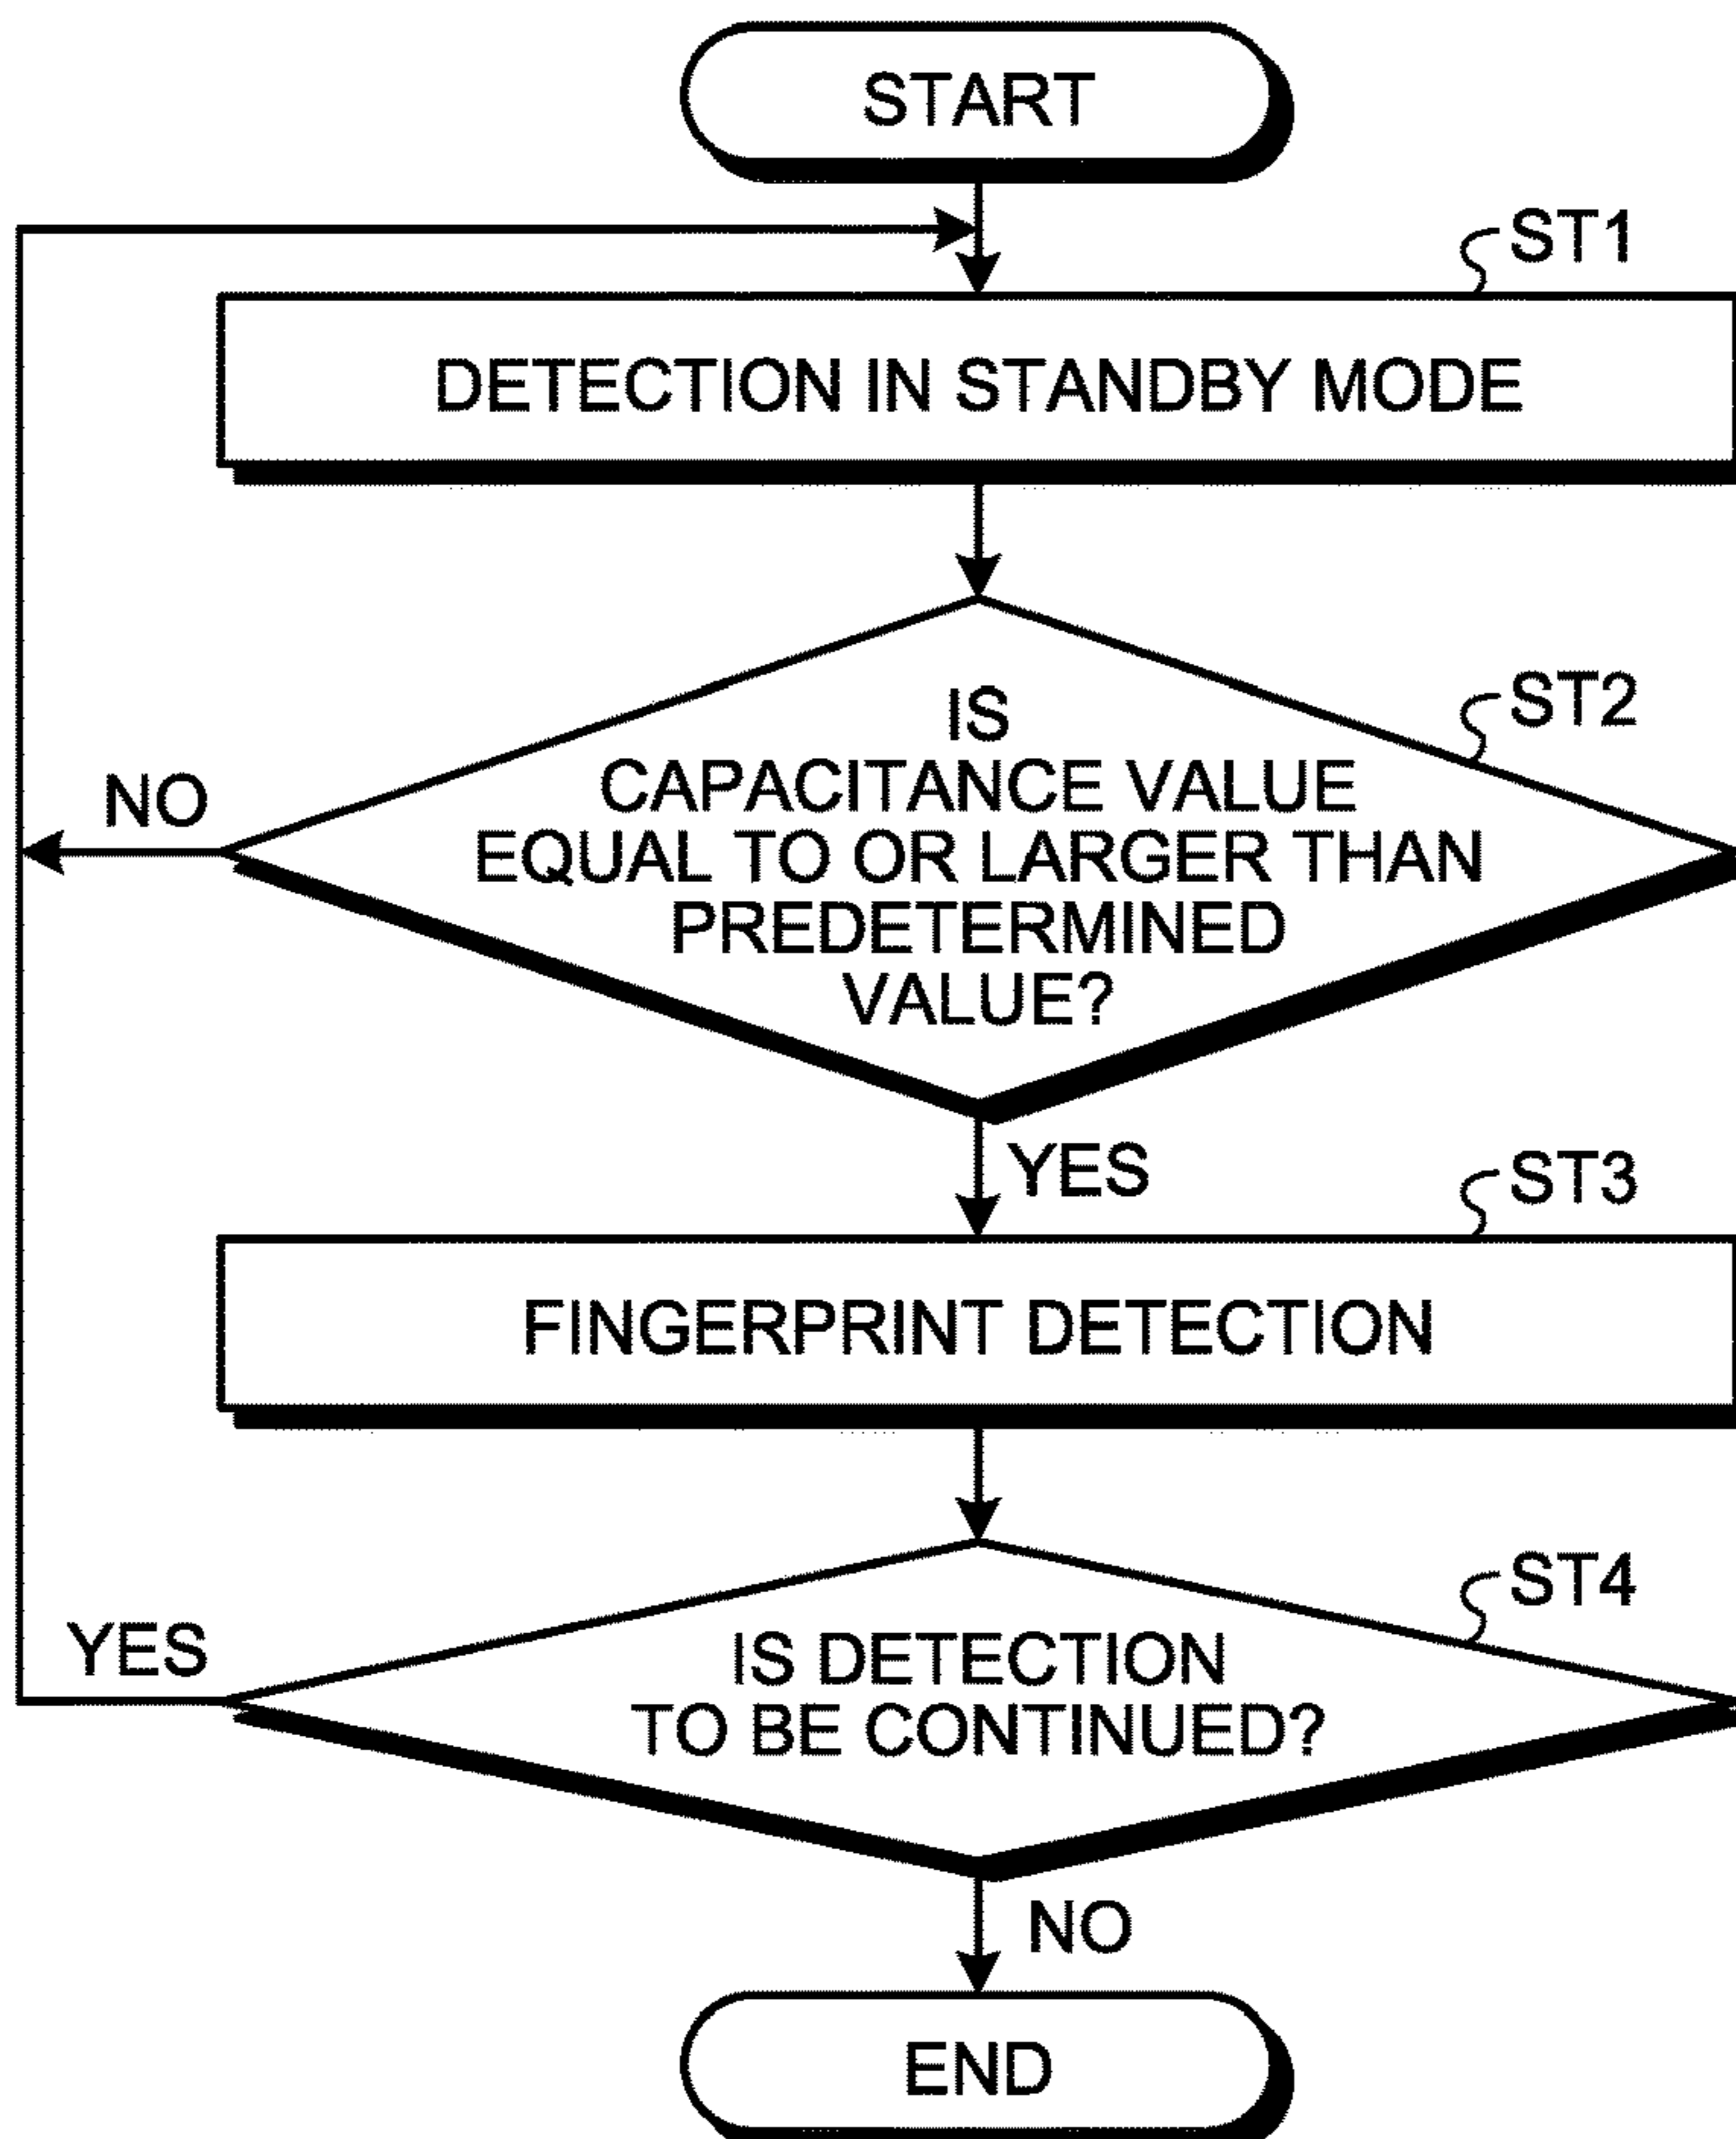 START
ST1
DETECTION IN STANDBY MODE
ST2
IS
CAPACITANCE VALUE
EQUAL TO OR LARGER THAN
PREDETERMINED
VALUE?
NO
YES
ST3
FINGERPRINT DETECTION
ST4
IS DETECTION
TO BE CONTINUED?
YES
NO
END